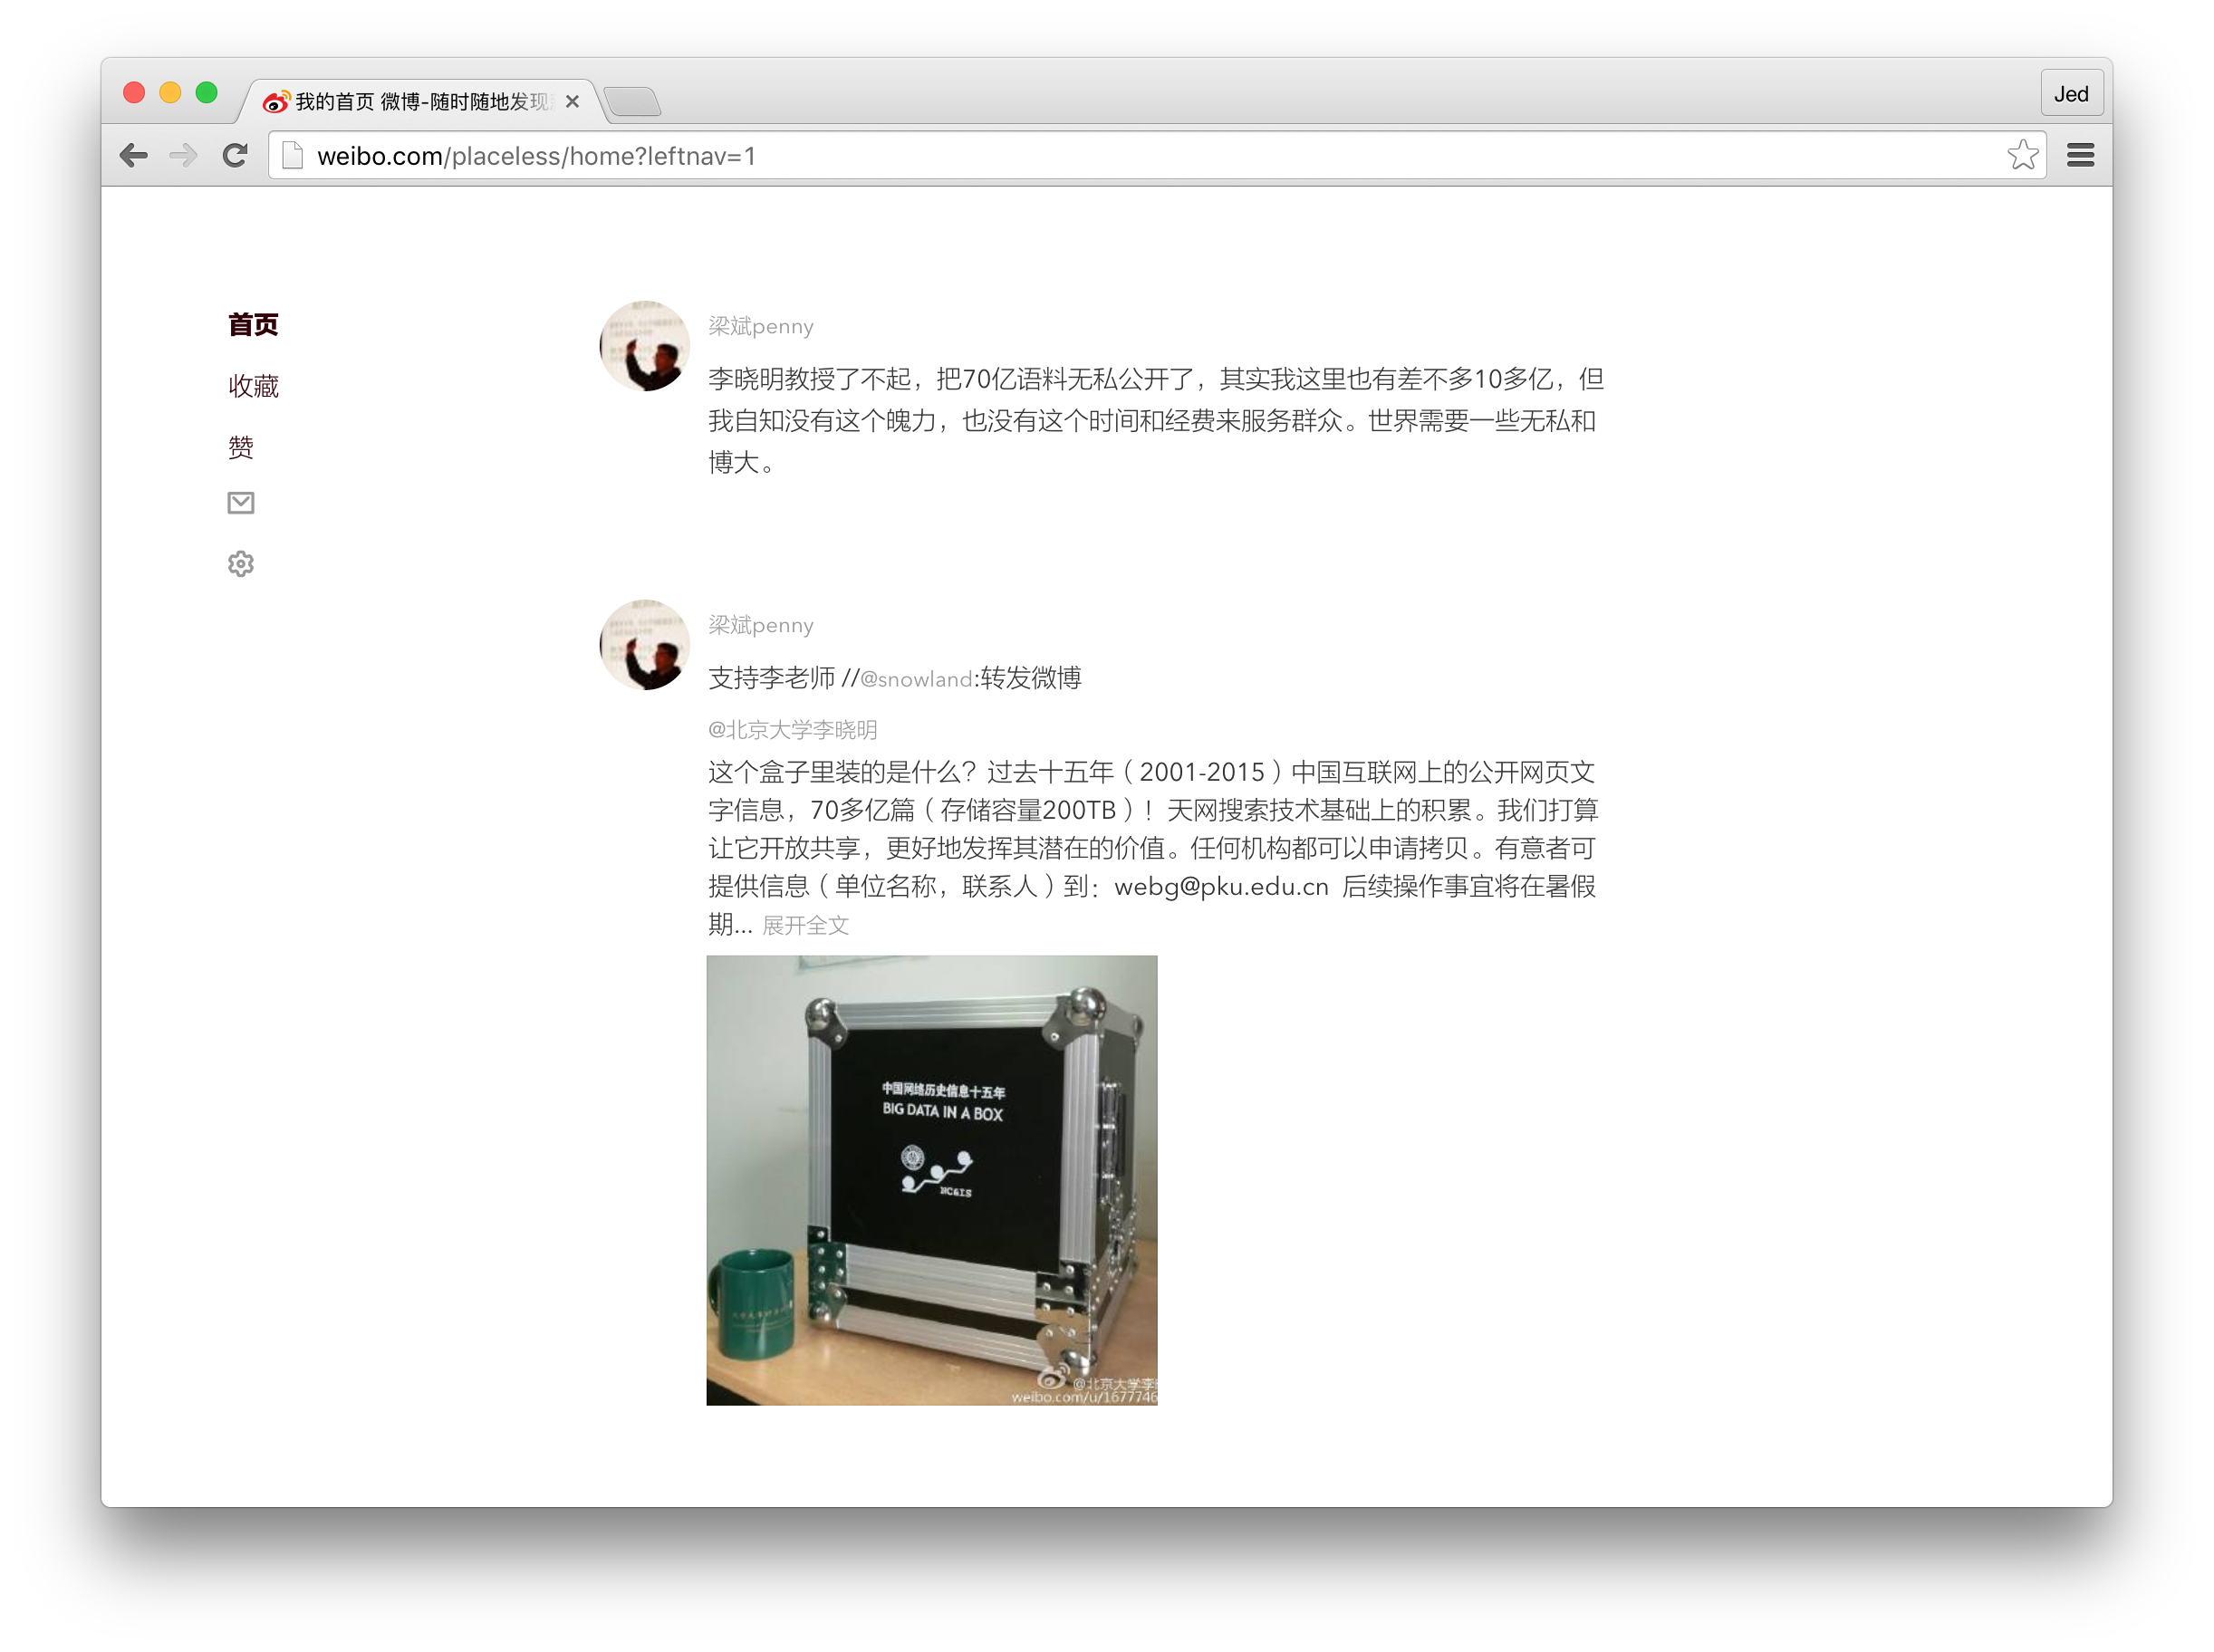 我的首页 微博-随时随地发现
Jed
weibo.com/placeless/home?leftnav=1
首页
收藏
赞
梁斌penny
李晓明教授了不起，把70亿语料无私公开了，其实我这里也有差不多10多亿，但
我自知没有这个魄力，也没有这个时间和经费来服务群众。世界需要一些无私和
博大。
梁斌penny
支持李老师 //@snowland:转发微博
@北京大学李晓明
这个盒子里装的是什么？过去十五年（2001-2015）中国互联网上的公开网页文
字信息，70多亿篇（存储容量200TB）！天网搜索技术基础上的积累。我们打算
让它开放共享，更好地发挥其潜在的价值。任何机构都可以申请拷贝。有意者可
提供信息（单位名称，联系人）到：webg@pku.edu.cn 后续操作事宜将在暑假
期... 展开全文
中国网络历史信息十五年
BIG DATA IN A BOX
NC&IS
@北京大学李
weibo.com/u/1677746